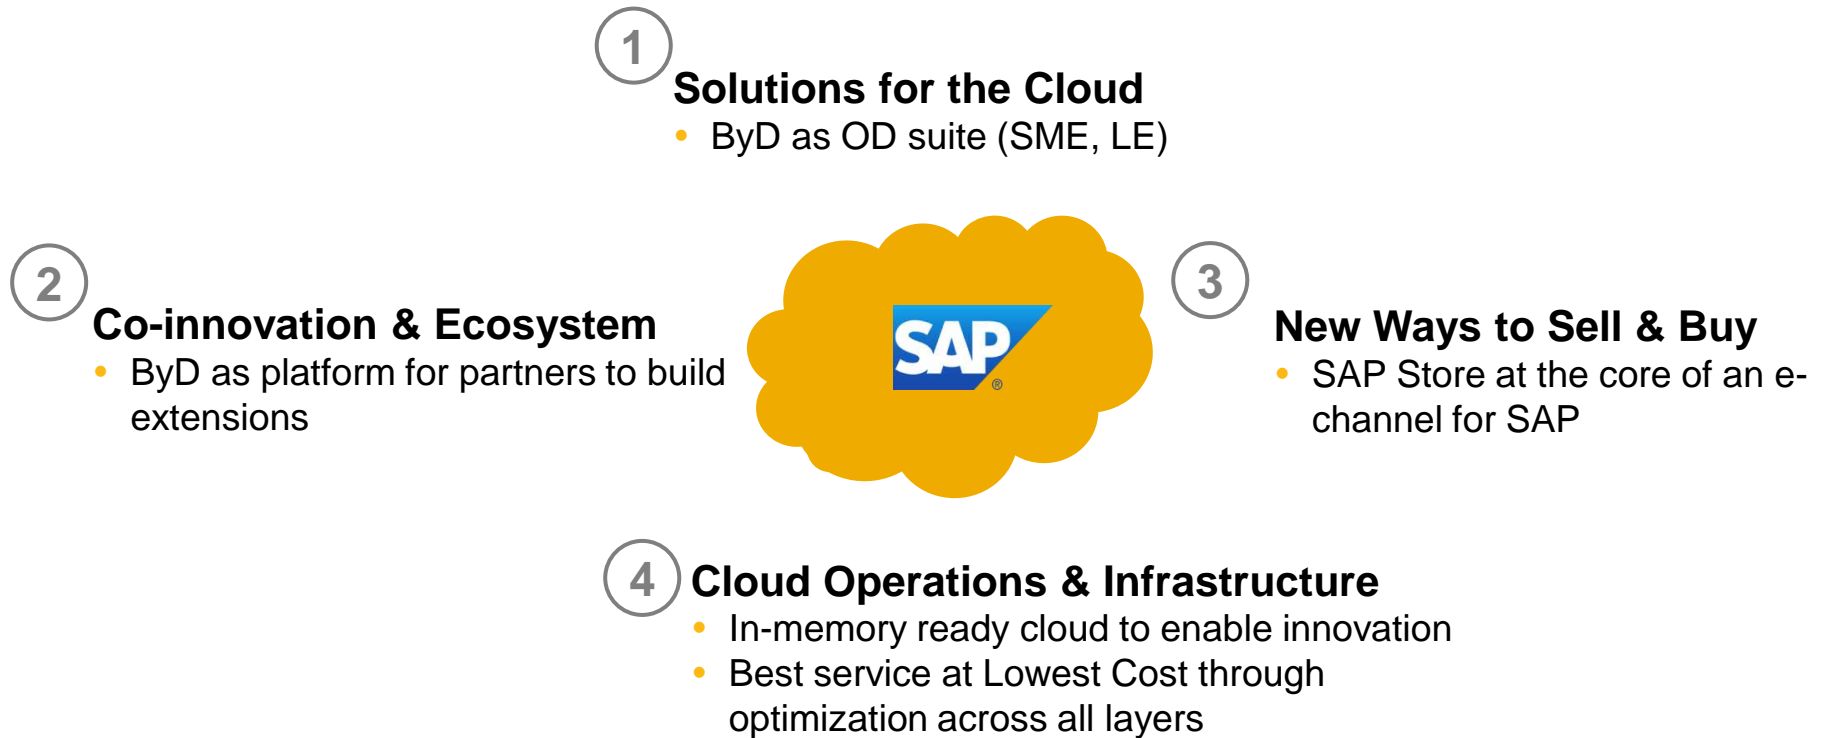 1
Solutions for the Cloud
• ByD as OD suite (SME, LE)
2
Co-innovation & Ecosystem
• ByD as platform for partners to build
extensions
SAP
®
3
New Ways to Sell & Buy
• SAP Store at the core of an e-
channel for SAP
4
Cloud Operations & Infrastructure
• In-memory ready cloud to enable innovation
• Best service at Lowest Cost through
optimization across all layers